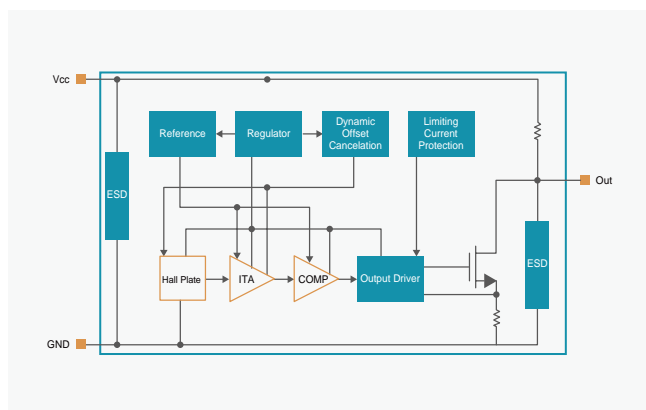 Vcc
Reference
Regulator
Dynamic
Offset
Cancelation
Limiting
Current
Protection
ESD
Out
Hall Plate
ITA
COMP
Output Driver
ESD
GND